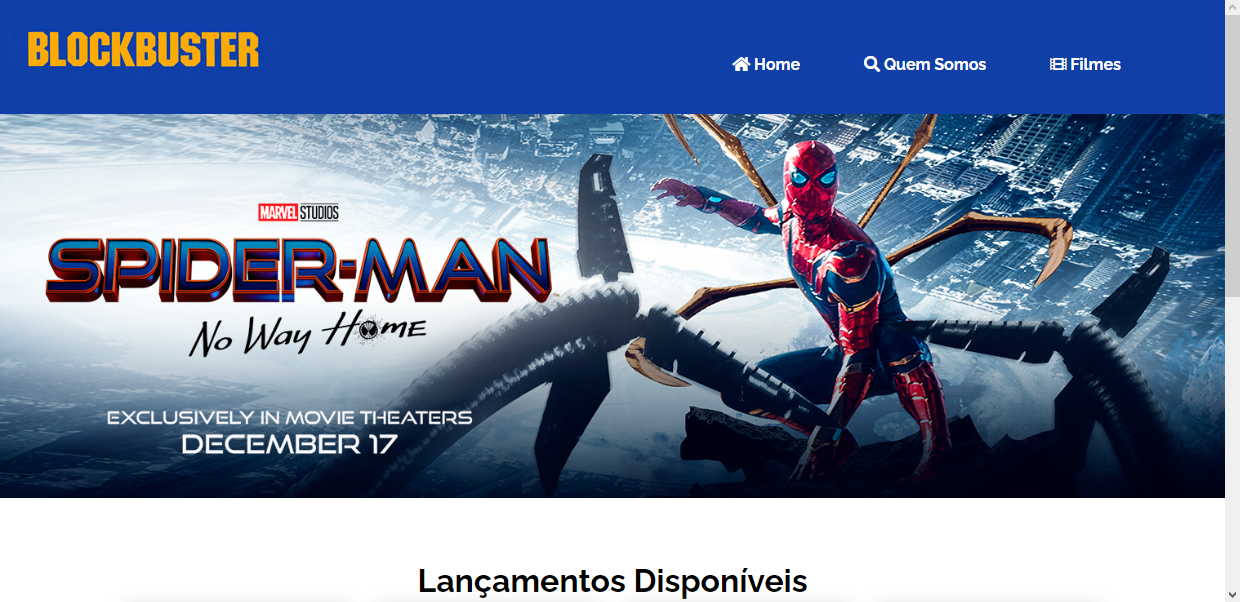 BLOCKBUSTER
Home
Quem Somos
Filmes
MARVEL STUDIOS
SPIDER-MAN
No Way Home
EXCLUSIVELY IN MOVIE THEATERS
DECEMBER 17
Lançamentos Disponíveis